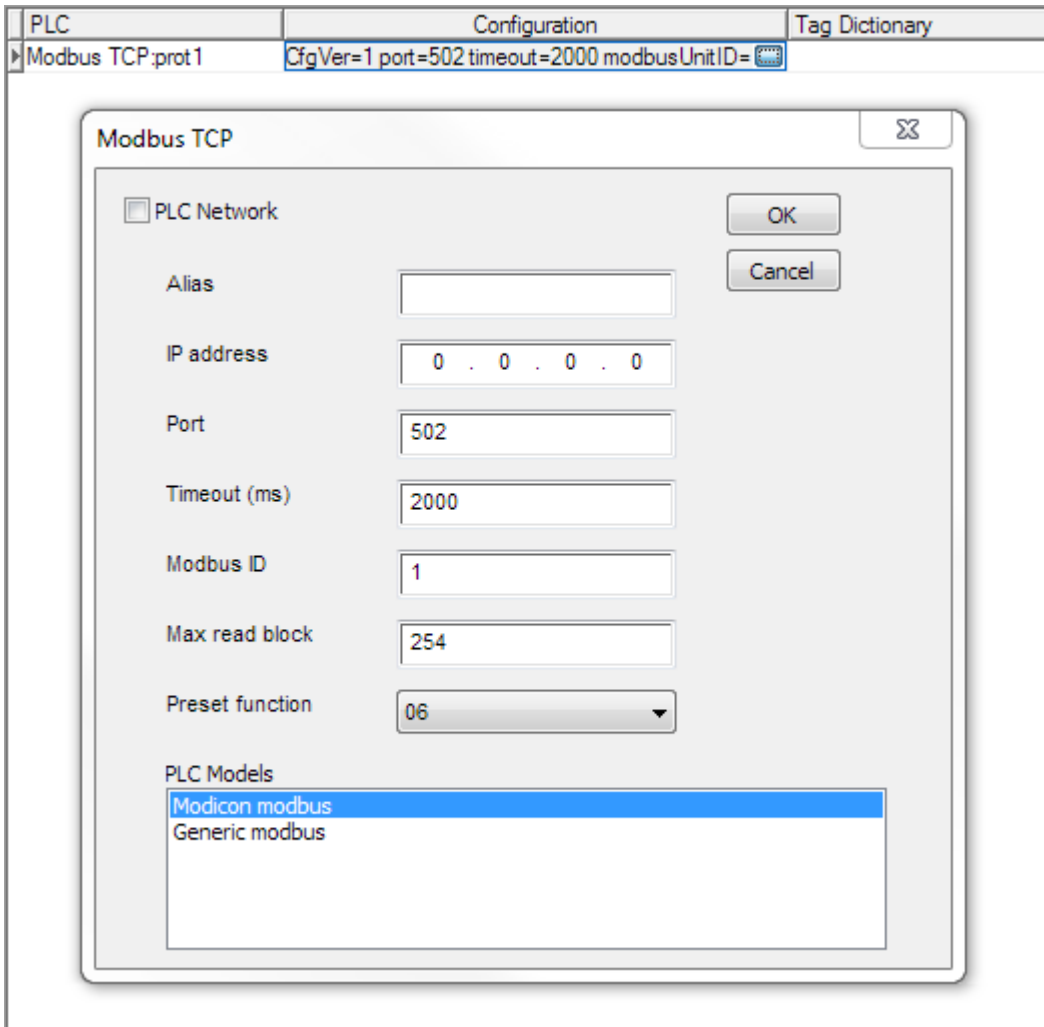 PLC Configuration Tag Dictionary
Modbus TCP:prot1 CfgVer=1 port=502 timeout=2000 modbusUnitID=
Modbus TCP
PLC Network OK
Cancel
Alias
IP address 0 . 0 . 0 . 0
Port 502
Timeout (ms) 2000
Modbus ID 1
Max read block 254
Preset function 06
PLC Models
Modicon modbus
Generic modbus